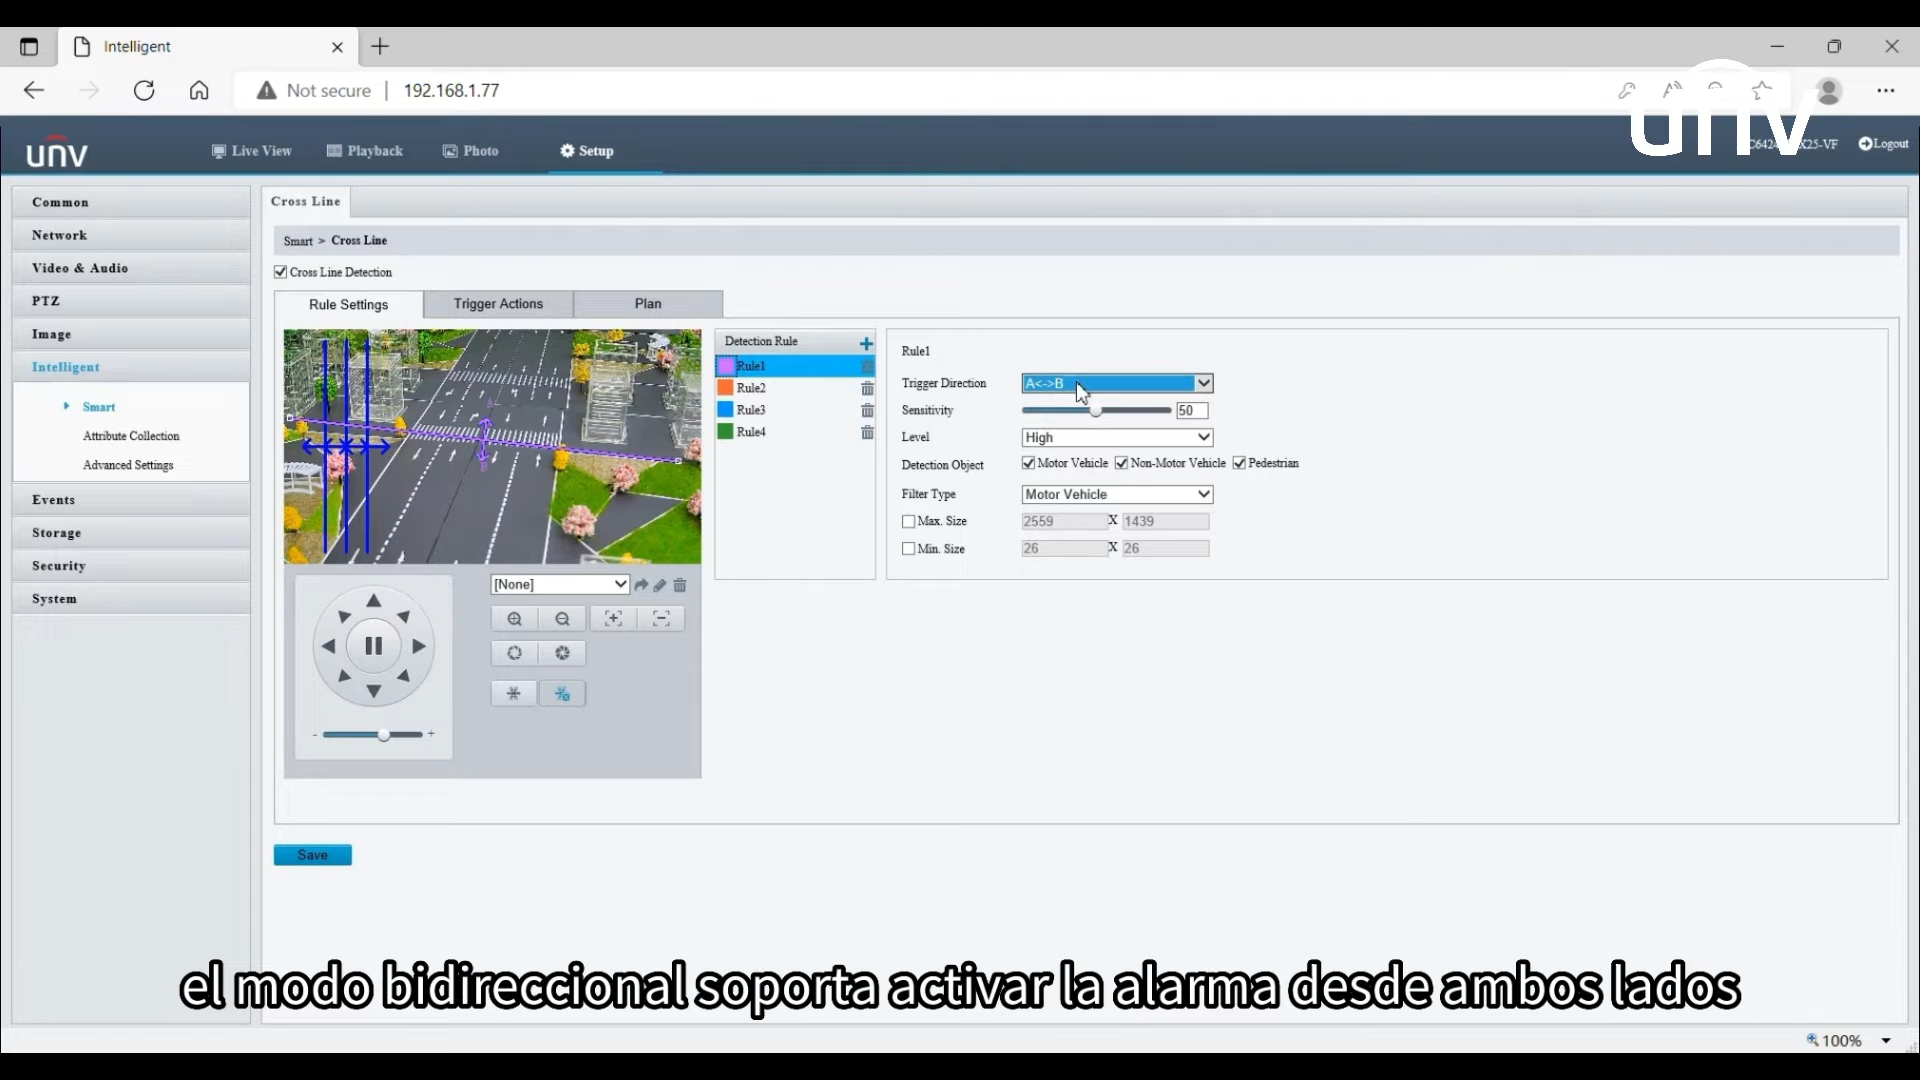 Intelligent
Not secure
192.168.1.77
unv
unv
Live View
Playback
Photo
Setup
X25-VF
Logout
Common
Network
Video & Audio
PTZ
Image
Intelligent
Smart
Attribute Collection
Advanced Settings
Events
Storage
Security
System
Cross Line
Smart > Cross Line
Cross Line Detection
Rule Settings
Trigger Actions
Plan
Detection Rule
Rule1
Rule2
Rule3
Rule4
Rule1
Trigger Direction A<->B
Sensitivity 50
Level High
Detection Object Motor Vehicle Non-Motor Vehicle Pedestrian
Filter Type Motor Vehicle
Max. Size 2559 X 1439
Min. Size 26 X 26
A
B
[None]
- +
Save
el modo bidireccional soporta activar la alarma desde ambos lados
100%